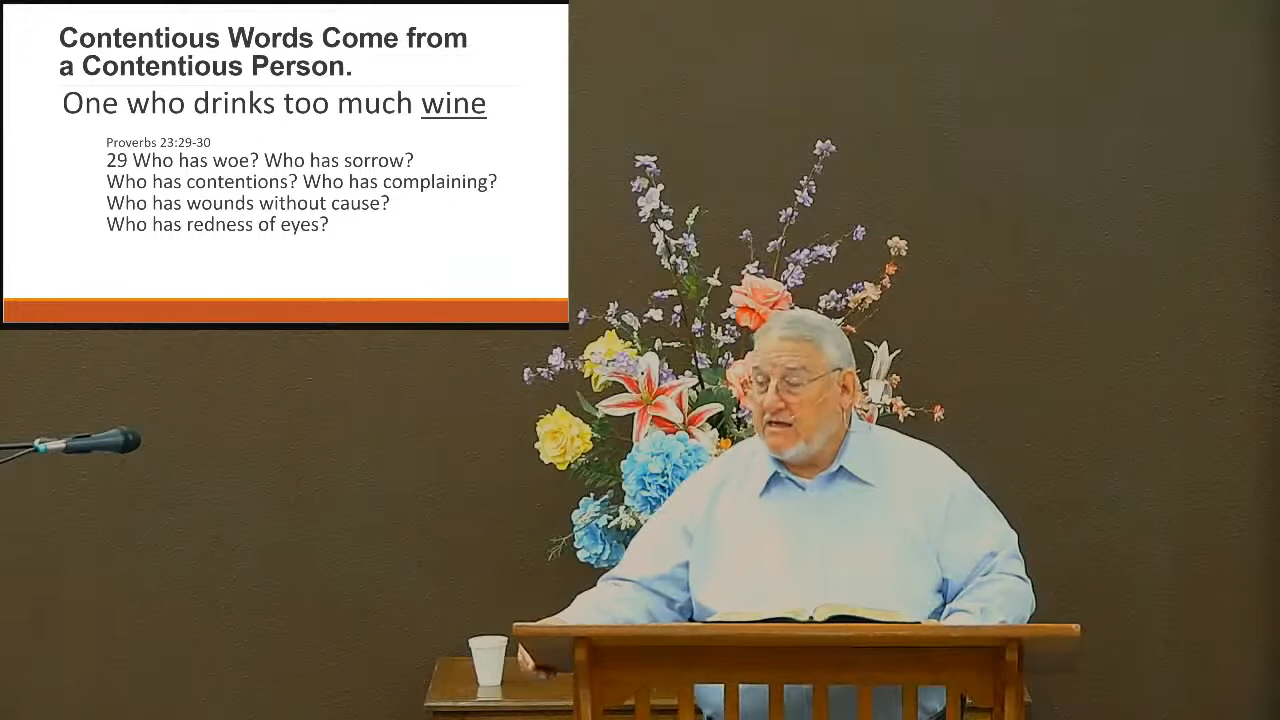 Contentious Words Come from
a Contentious Person.
One who drinks too much wine
Proverbs 23:29-30
29 Who has woe? Who has sorrow?
Who has contentions? Who has complaining?
Who has wounds without cause?
Who has redness of eyes?